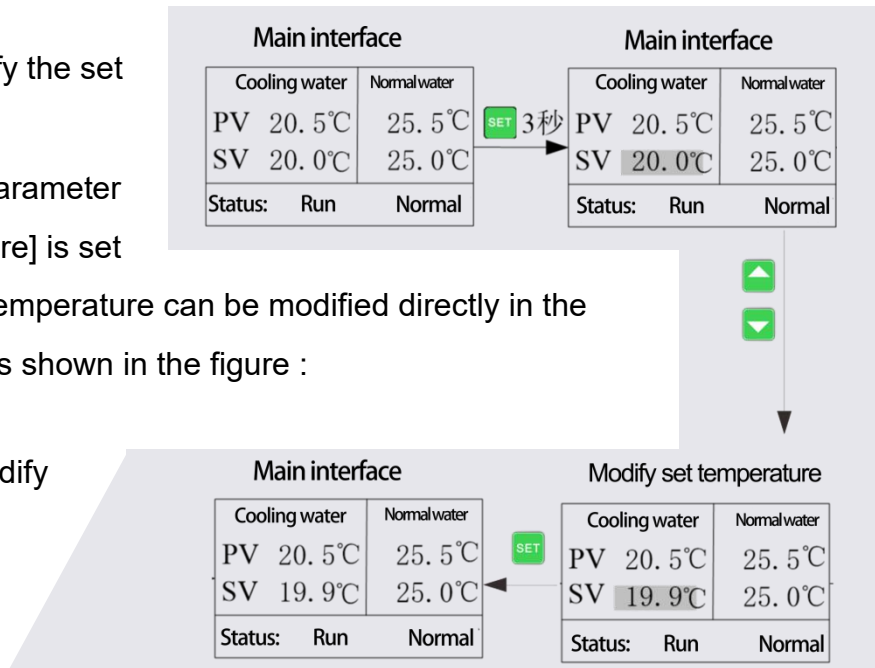 fy the set
arameter
re] is set
emperature can be modified directly in the
s shown in the figure :
dify
Main interface
Cooling water Normal water
PV 20.5℃ 25.5℃
SV 20.0℃ 25.0℃
Status: Run Normal
SET 3秒
Main interface
Cooling water Normal water
PV 20.5℃ 25.5℃
SV 20.0℃ 25.0℃
Status: Run Normal
Modify set temperature
Cooling water Normal water
PV 20.5℃ 25.5℃
SV 19.9℃ 25.0℃
Status: Run Normal
SET
Main interface
Cooling water Normal water
PV 20.5℃ 25.5℃
SV 19.9℃ 25.0℃
Status: Run Normal